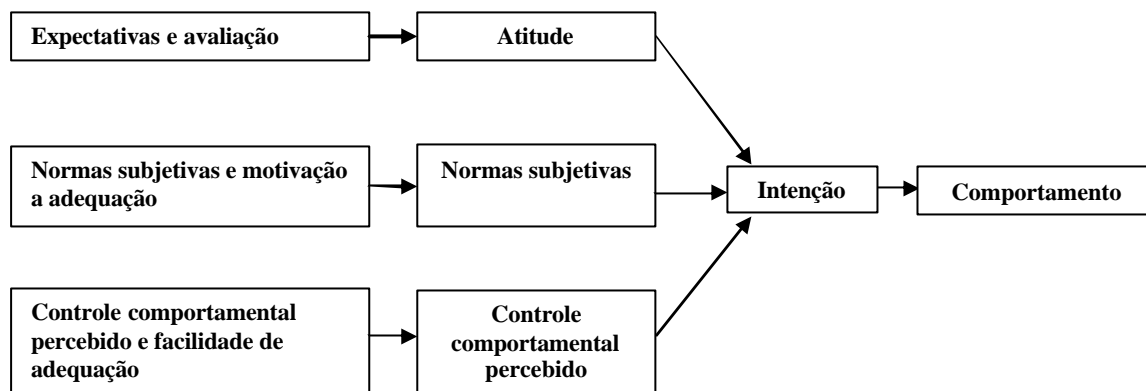 Expectativas e avaliação
Atitude
Normas subjetivas e motivação
a adequação
Normas subjetivas
Intenção
Comportamento
Controle comportamental
percebido e facilidade de
adequação
Controle
comportamental
percebido